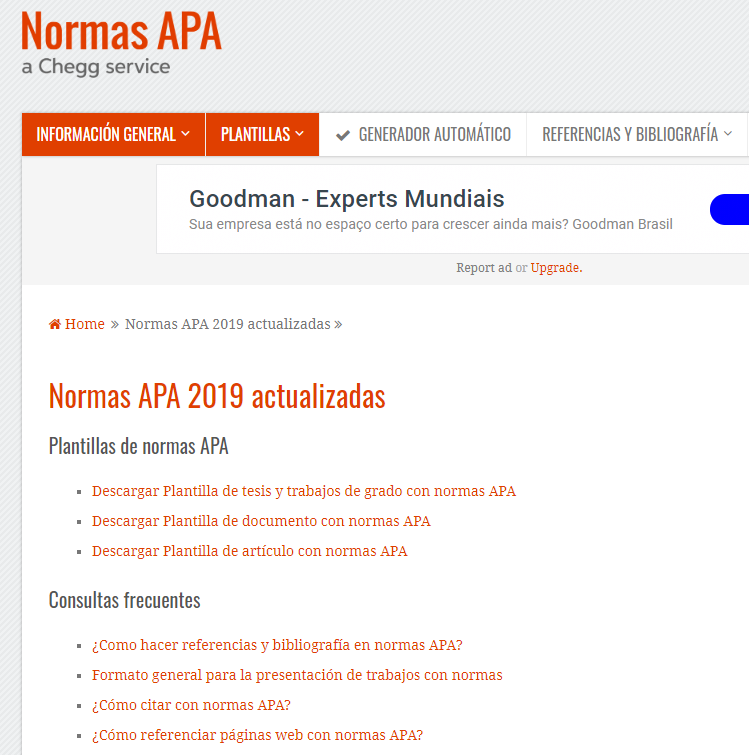 Normas APA
a Chegg service
INFORMACIÓN GENERAL PLANTILLAS GENERADOR AUTOMÁTICO REFERENCIAS Y BIBLIOGRAFÍA
Goodman - Experts Mundiais
Sua empresa está no espaço certo para crescer ainda mais? Goodman Brasil
Report ad or Upgrade.
Home » Normas APA 2019 actualizadas »
Normas APA 2019 actualizadas
Plantillas de normas APA
Descargar Plantilla de tesis y trabajos de grado con normas APA
Descargar Plantilla de documento con normas APA
Descargar Plantilla de artículo con normas APA
Consultas frecuentes
¿Como hacer referencias y bibliografía en normas APA?
Formato general para la presentación de trabajos con normas
¿Cómo citar con normas APA?
¿Cómo referenciar páginas web con normas APA?